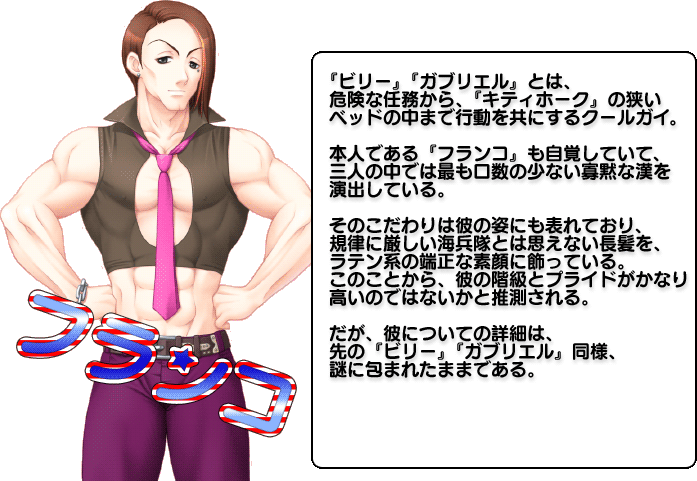 『ビリー』『ガブリエル』とは、
危険な任務から、『キティホーク』の狭い
ベッドの中まで行動を共にするクールガイ。
本人である『フランコ』も自覚していて、
三人の中では最も口数の少ない寡黙な漢を
演出している。
そのこだわりは彼の姿にも表れており、
規律に厳しい海兵隊とは思えない長髪を、
ラテン系の端正な素顔に飾っている。
このことから、彼の階級とプライドがかなり
高いのではないかと推測される。
だが、彼についての詳細は、
先の『ビリー』『ガブリエル』同様、
謎に包まれたままである。
フランコ